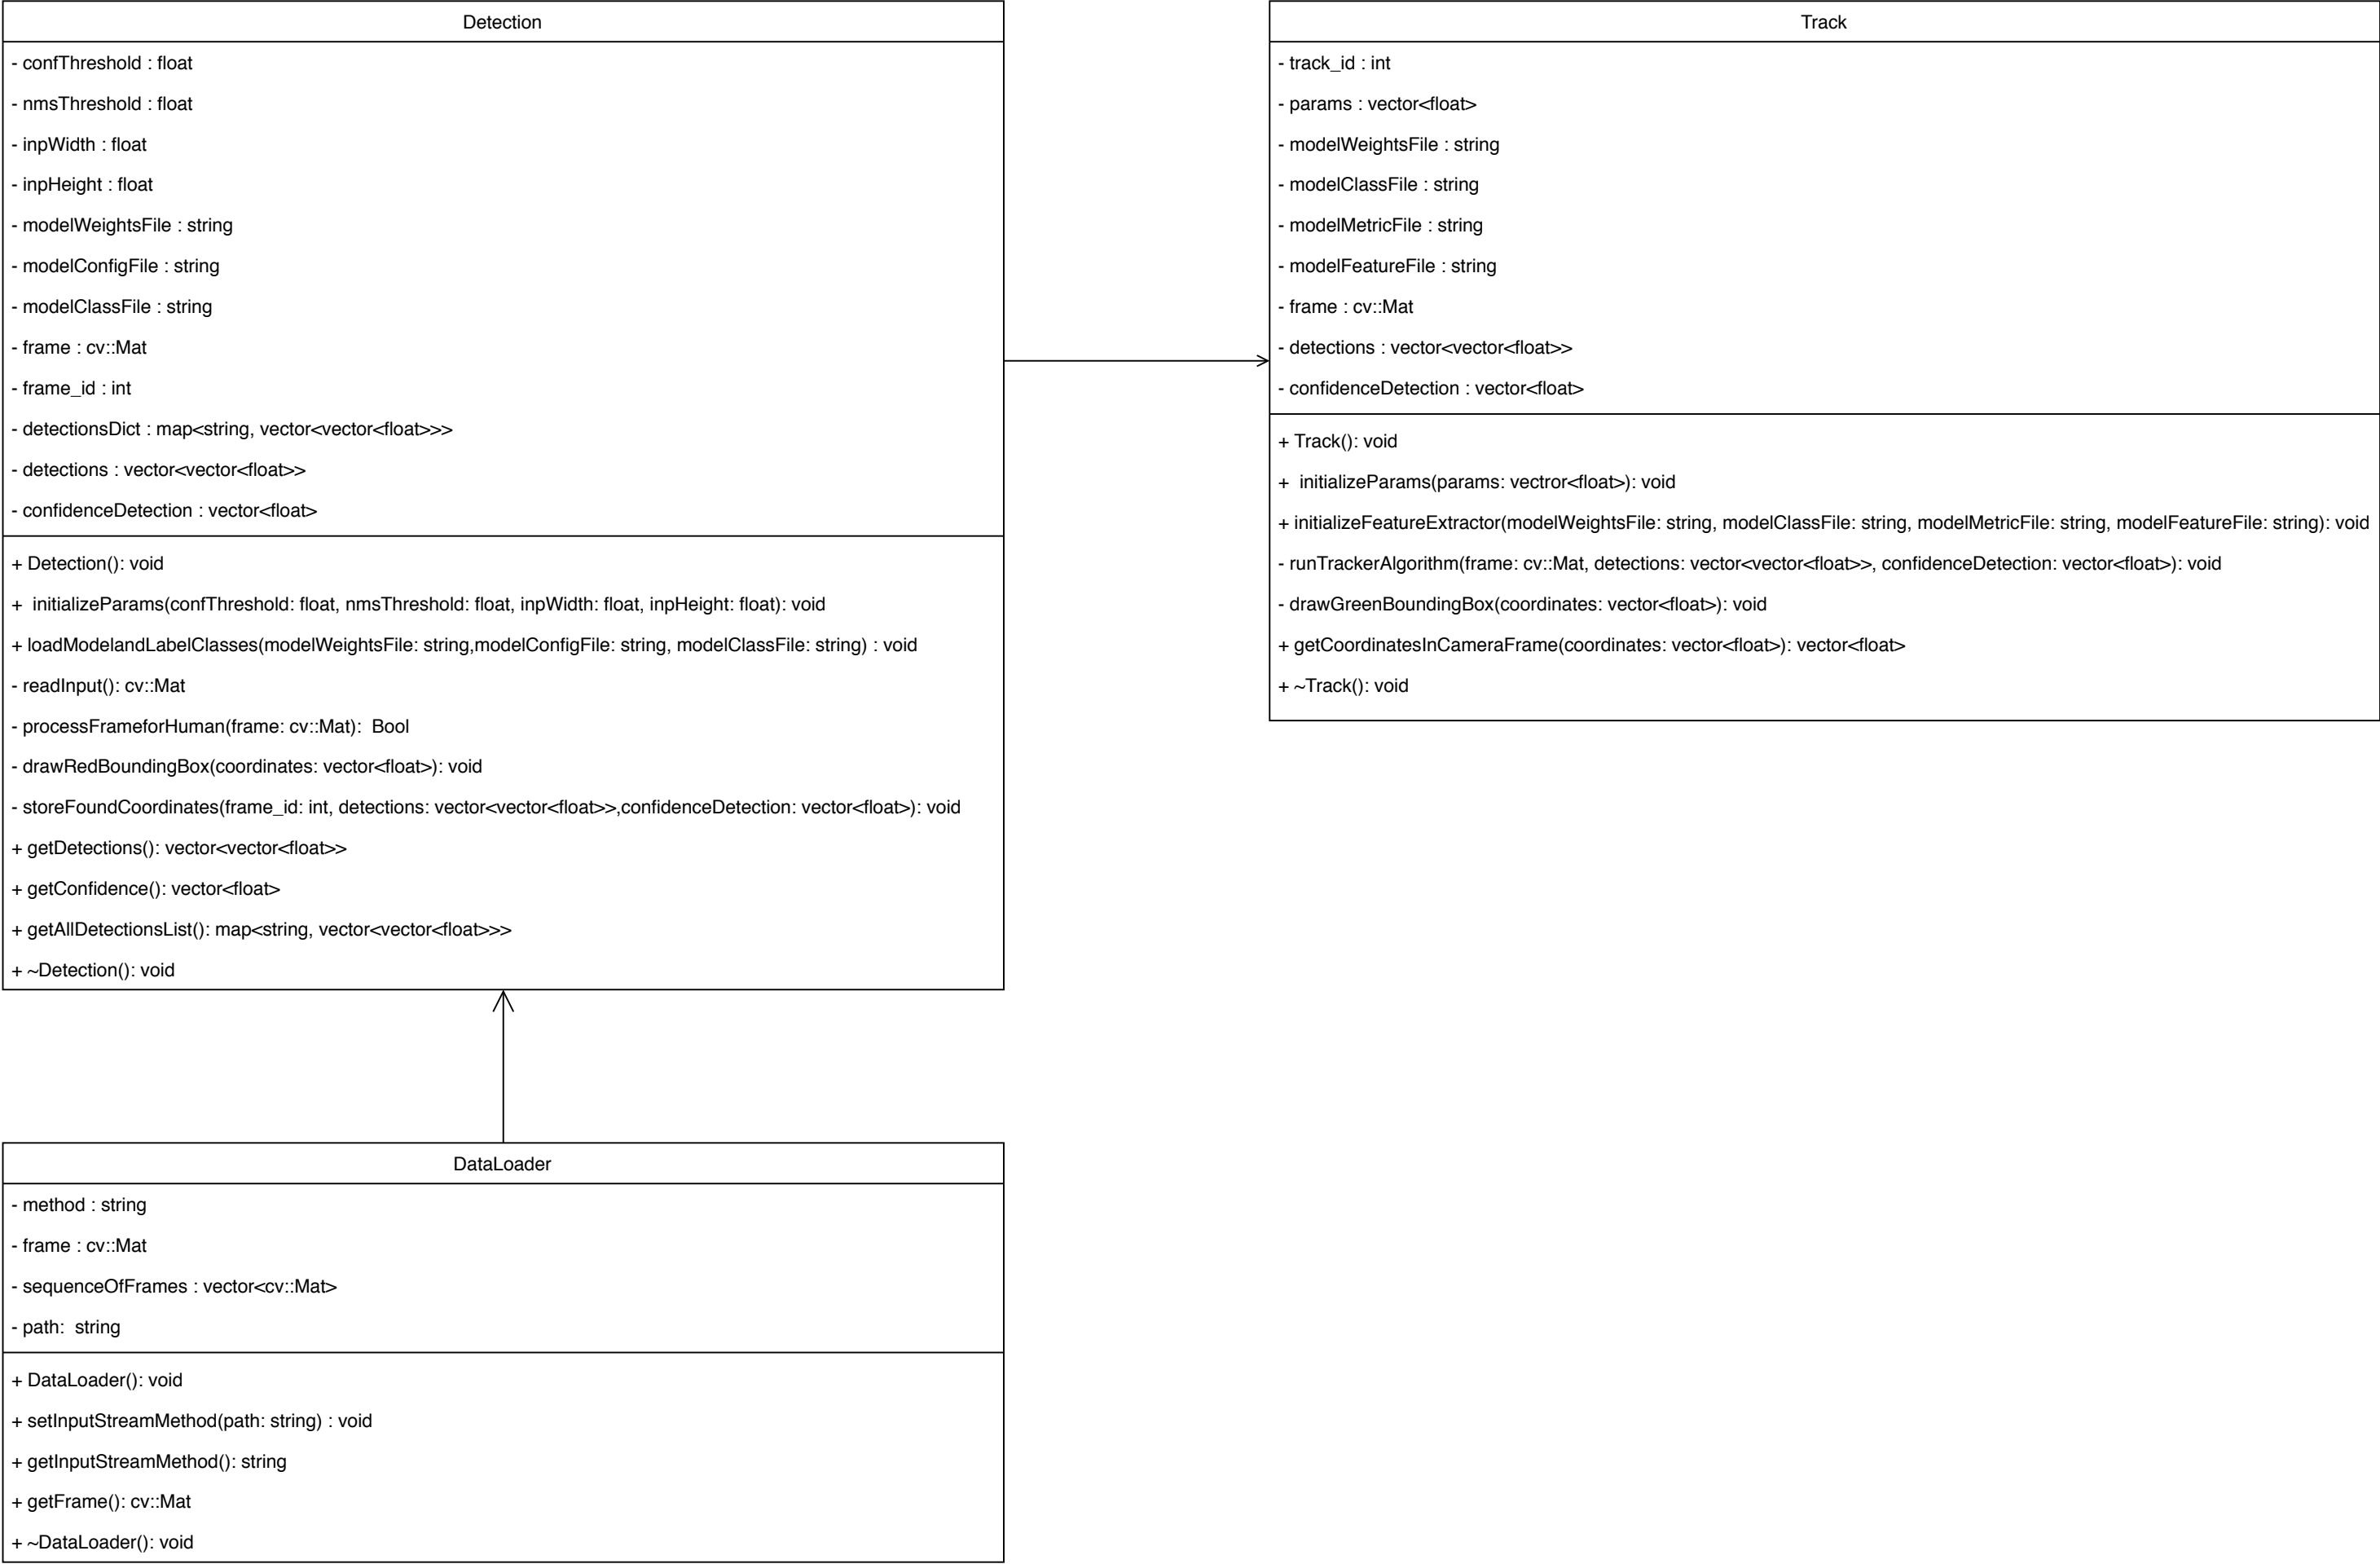 Detection
- confThreshold : float
- nmsThreshold : float
- inpWidth : float
- inpHeight : float
- modelWeightsFile : string
- modelConfigFile : string
- modelClassFile : string
- frame : cv::Mat
- frame_id : int
- detectionsDict : map<string, vector<vector<float>>>
- detections : vector<vector<float>>
- confidenceDetection : vector<float>
+ Detection(): void
+  initializeParams(confThreshold: float, nmsThreshold: float, inpWidth: float, inpHeight: float): void
+ loadModelandLabelClasses(modelWeightsFile: string,modelConfigFile: string, modelClassFile: string) : void
- readInput(): cv::Mat
- processFrameforHuman(frame: cv::Mat):  Bool
- drawRedBoundingBox(coordinates: vector<float>): void
- storeFoundCoordinates(frame_id: int, detections: vector<vector<float>>,confidenceDetection: vector<float>): void
+ getDetections(): vector<vector<float>>
+ getConfidence(): vector<float>
+ getAllDetectionsList(): map<string, vector<vector<float>>>
+ ~Detection(): void
Track
- track_id : int
- params : vector<float>
- modelWeightsFile : string
- modelClassFile : string
- modelMetricFile : string
- modelFeatureFile : string
- frame : cv::Mat
- detections : vector<vector<float>>
- confidenceDetection : vector<float>
+ Track(): void
+  initializeParams(params: vectror<float>): void
+ initializeFeatureExtractor(modelWeightsFile: string, modelClassFile: string, modelMetricFile: string, modelFeatureFile: string): void
- runTrackerAlgorithm(frame: cv::Mat, detections: vector<vector<float>>, confidenceDetection: vector<float>): void
- drawGreenBoundingBox(coordinates: vector<float>): void
+ getCoordinatesInCameraFrame(coordinates: vector<float>): vector<float>
+ ~Track(): void
DataLoader
- method : string
- frame : cv::Mat
- sequenceOfFrames : vector<cv::Mat>
- path:  string
+ DataLoader(): void
+ setInputStreamMethod(path: string) : void
+ getInputStreamMethod(): string
+ getFrame(): cv::Mat
+ ~DataLoader(): void